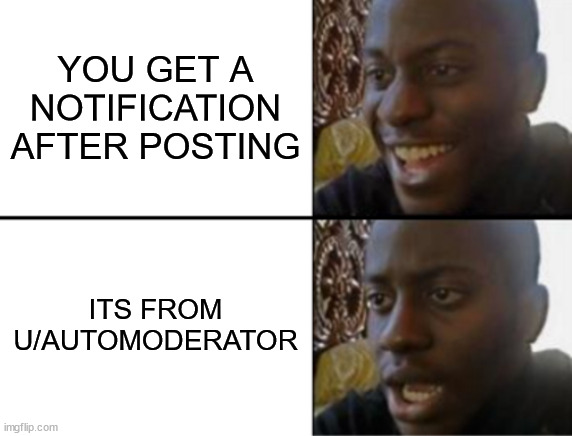 YOU GET A
NOTIFICATION
AFTER POSTING
ITS FROM
U/AUTOMODERATOR
imgflip.com